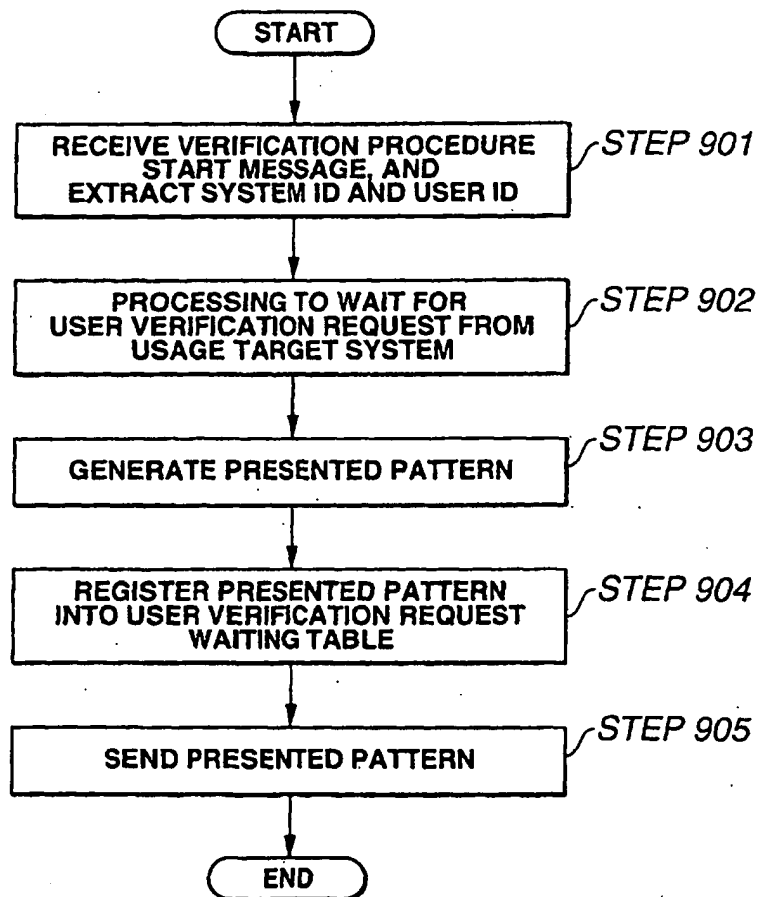 START
RECEIVE VERIFICATION PROCEDURE
START MESSAGE, AND
EXTRACT SYSTEM ID AND USER ID
STEP 901
PROCESSING TO WAIT FOR
USER VERIFICATION REQUEST FROM
USAGE TARGET SYSTEM
STEP 902
GENERATE PRESENTED PATTERN
STEP 903
REGISTER PRESENTED PATTERN
INTO USER VERIFICATION REQUEST
WAITING TABLE
STEP 904
SEND PRESENTED PATTERN
STEP 905
END